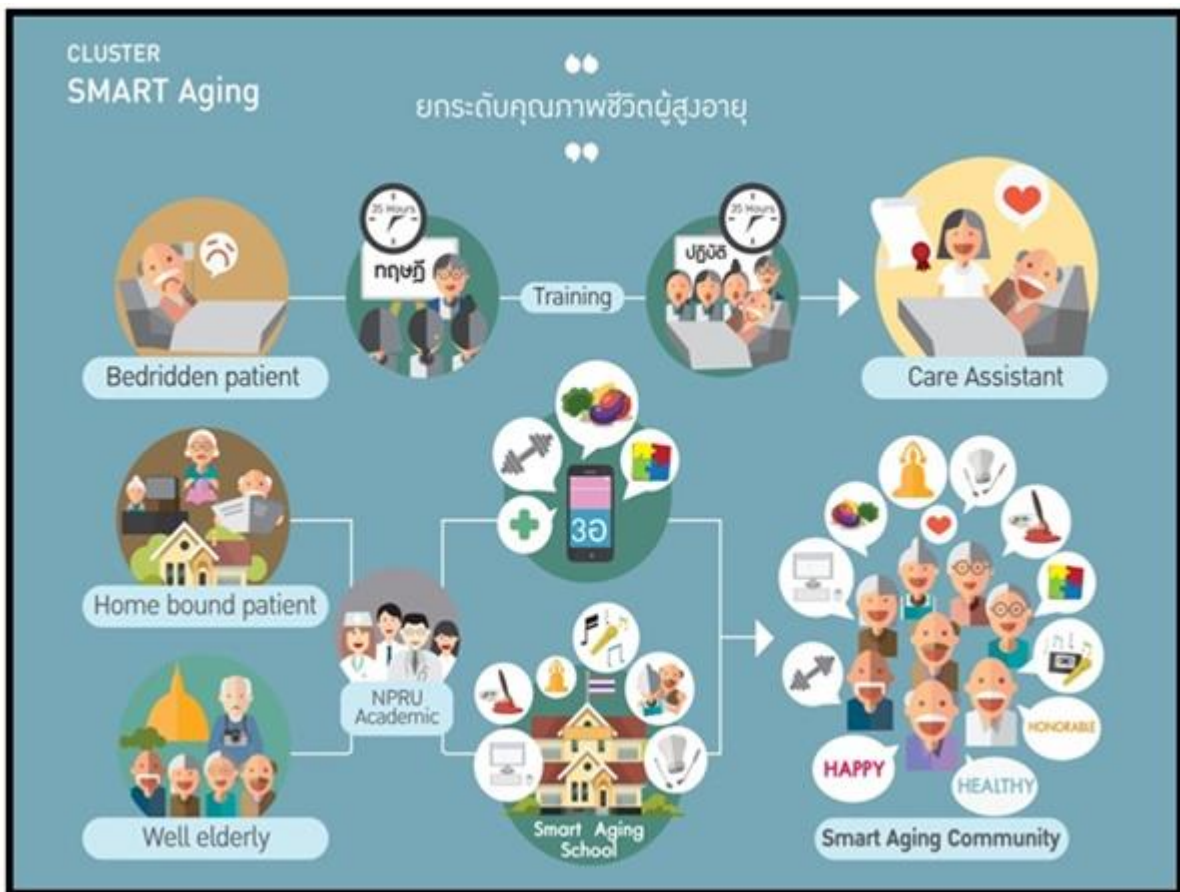 CLUSTER
SMART Aging
ยกระดับคุณภาพชีวิตผู้สูงอายุ
35 Hours
ทฤษฎี
Training
35 Hours
ปฏิบัติ
Bedridden patient
Care Assistant
3อ
Home bound patient
NPRU
Academic
Well elderly
Smart Aging
School
HAPPY
HEALTHY
HONORABLE
Smart Aging Community